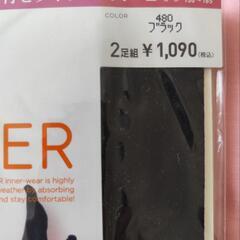 COLOR
480
ブラック
2足組 ¥1,090(税込)
ER
R inner-wear is highly
weather by absorbing
and stay comfortable!